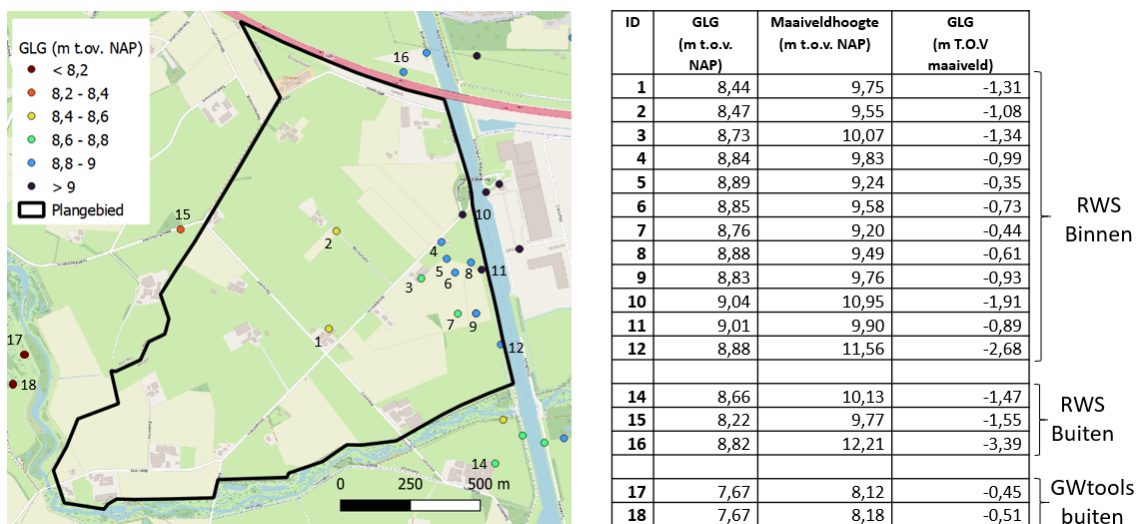 GLG (m t.ov. NAP)
< 8,2
8,2 - 8,4
8,4 - 8,6
8,6 - 8,8
8,8 - 9
> 9
Plangebied
16
15
10
2
4
5
8
11
6
3
7
9
1
12
17
18
14
0 250 500 m
ID GLG (m t.o.v. NAP) Maaiveldhoogte (m t.o.v. NAP) GLG (m T.O.V maaiveld)
1 8,44 9,75 -1,31
2 8,47 9,55 -1,08
3 8,73 10,07 -1,34
4 8,84 9,83 -0,99
5 8,89 9,24 -0,35
6 8,85 9,58 -0,73
7 8,76 9,20 -0,44
8 8,88 9,49 -0,61
9 8,83 9,76 -0,93
10 9,04 10,95 -1,91
11 9,01 9,90 -0,89
12 8,88 11,56 -2,68
RWS
Binnen
14 8,66 10,13 -1,47
15 8,22 9,77 -1,55
16 8,82 12,21 -3,39
RWS
Buiten
17 7,67 8,12 -0,45
18 7,67 8,18 -0,51
GWtools
buiten